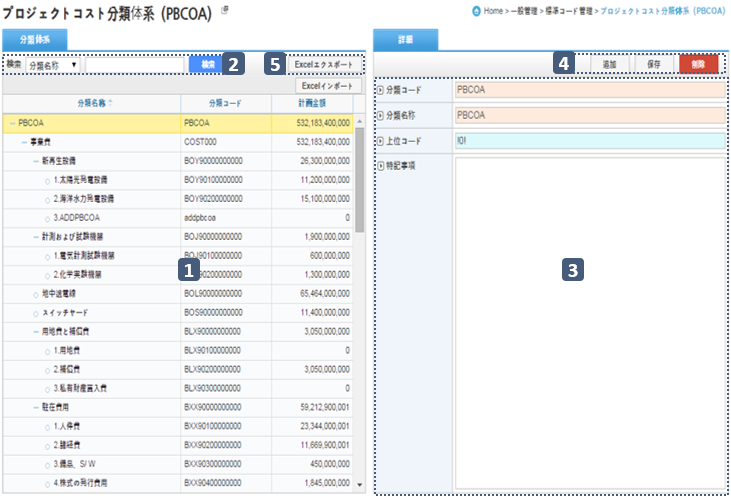 プロジェクトコスト分類体系 (PBCOA)
Home > 一般管理 > 標準コード管理 > プロジェクトコスト分類体系 (PBCOA)
分類体系
検索 分類名称 検索 2 5 Excelエクスポート
Excelインポート
分類名称 分類コード 計画金額
PBCOA PBCOA 532,183,400,000
事業費 COST000 532,183,400,000
新再生設備 BOY90000000000 26,300,000,000
1.太陽光発電設備 BOY90100000000 11,200,000,000
2.海洋水力発電設備 BOY90200000000 15,100,000,000
3.ADDPBCOA addpbcoa 0
計測および試験機器 BOJ90000000000 1,900,000,000
1.電気計測試験機器 BOJ90100000000 600,000,000
2.化学実験機器 90200000000 1,300,000,000
1
地中送電線 BOL90000000000 65,464,000,000
スイッチヤード BOS90000000000 11,400,000,000
用地費と補償費 BLX90000000000 3,050,000,000
1.用地費 BLX90100000000 0
2.補償費 BLX90200000000 3,050,000,000
3.私有財産買入費 BLX90300000000 0
駐在費用 BXX90000000000 59,212,900,001
1.人件費 BXX90100000000 23,344,000,001
2.諸経費 BXX90200000000 11,669,900,001
3.備品、S/W BXX90300000000 450,000,000
4.株式の発行費用 BXX90400000000 1,845,000,000
詳細
4 追加 保存 削除
分類コード PBCOA
分類名称 PBCOA
上位コード !0!
特記事項
3